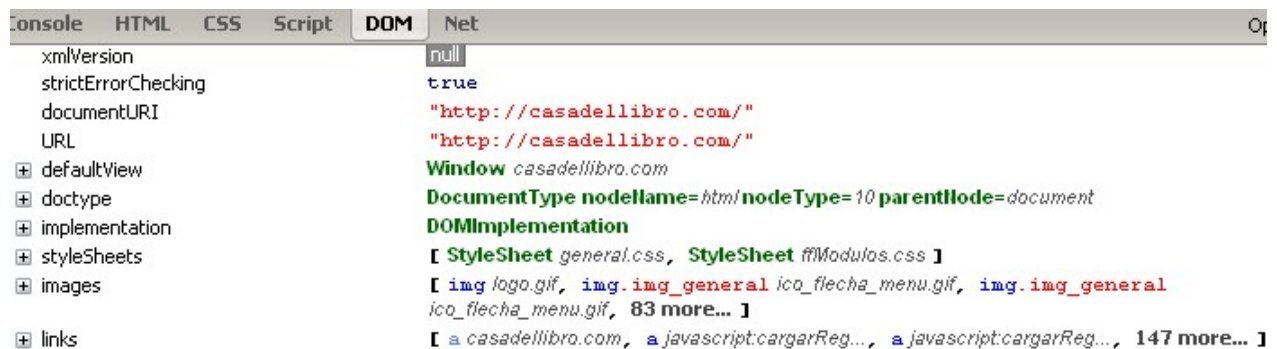 Console HTML CSS Script DOM Net Op
xmlVersion null
strictErrorChecking true
documentURI "http://casadellibro.com/"
URL "http://casadellibro.com/"
defaultView Window casadellibro.com
doctype DocumentType nodeName=html nodeType=10 parentNode=document
implementation DOMImplementation
styleSheets [ StyleSheet general.css, StyleSheet ffModulos.css ]
images [ img logo.gif, img.img_general ico_flecha_menu.gif, img.img_general
ico_flecha_menu.gif, 83 more... ]
links [ a casadellibro.com, a javascript:cargarReg..., a javascript:cargarReg..., 147 more... ]